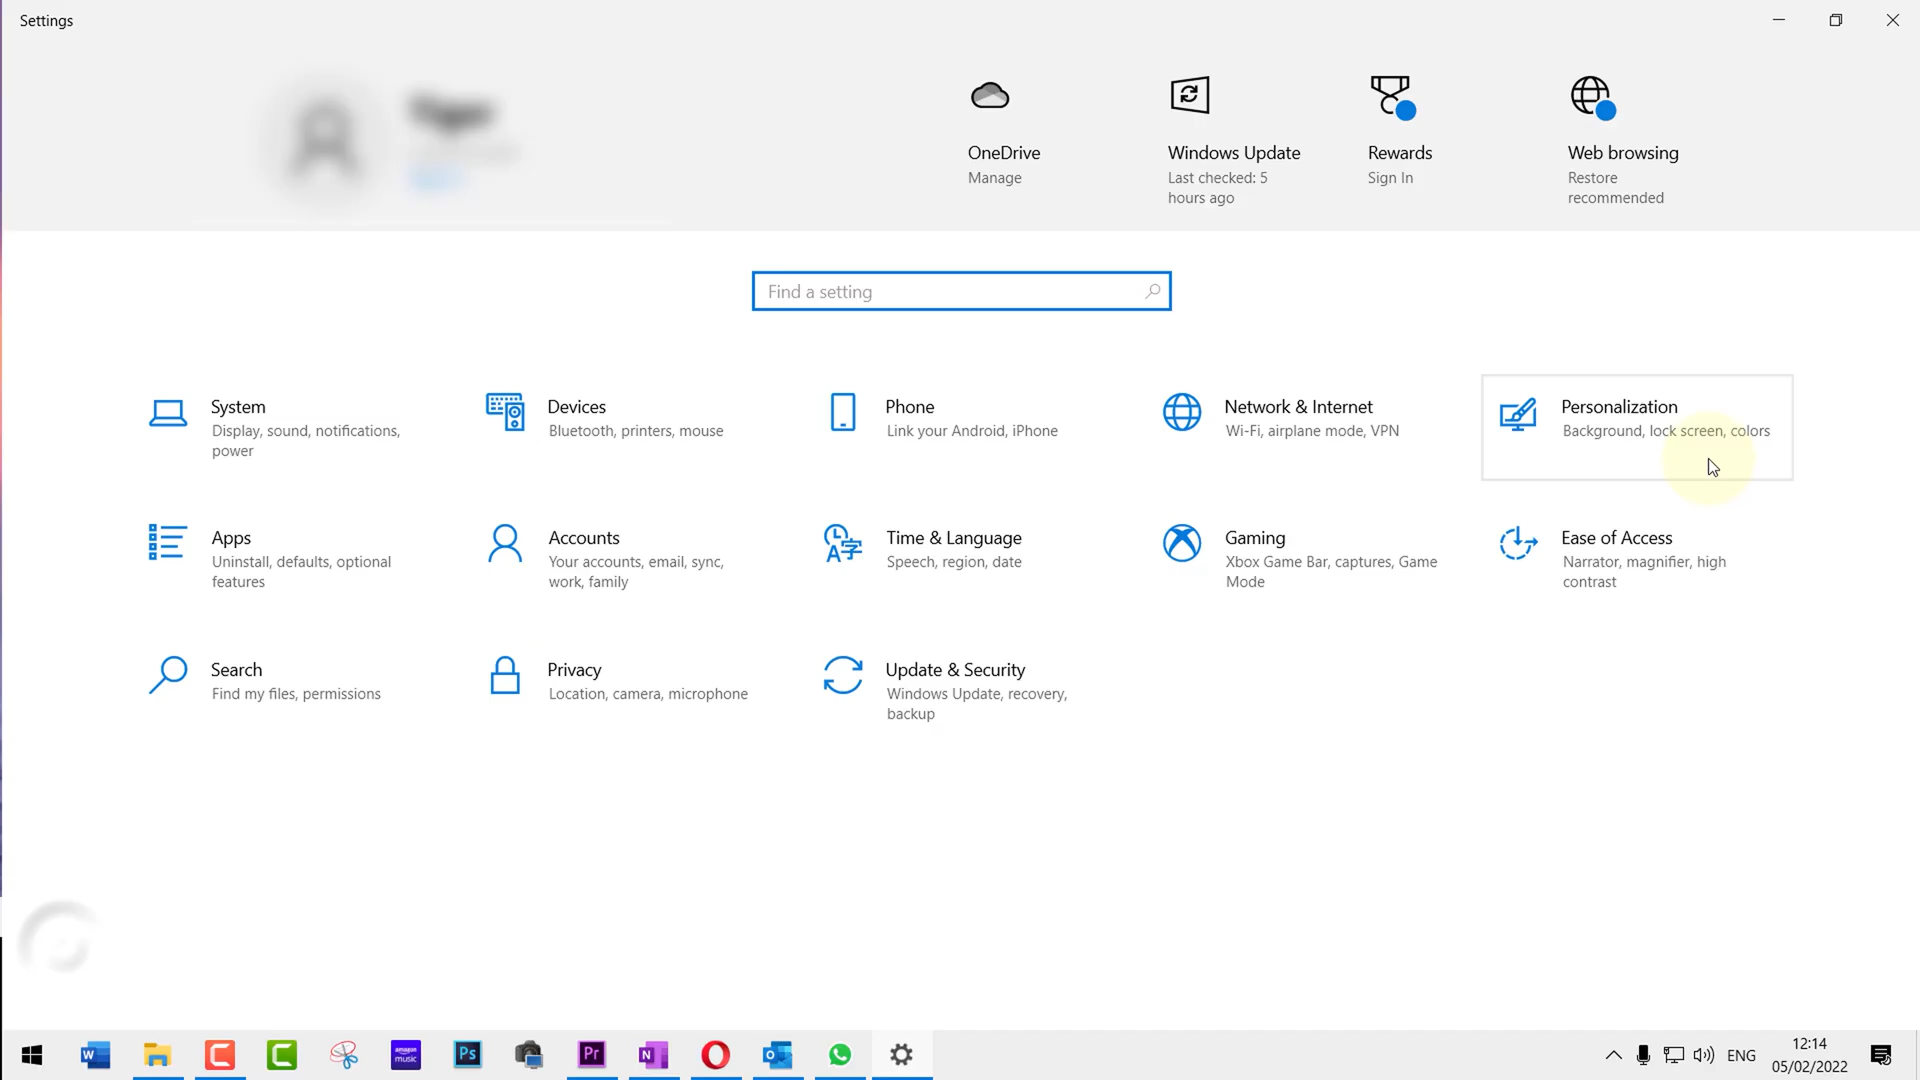 Settings
OneDrive
Manage
Windows Update
Last checked: 5
hours ago
Rewards
Sign In
Web browsing
Restore
recommended
Find a setting
System
Display, sound, notifications,
power
Devices
Bluetooth, printers, mouse
Phone
Link your Android, iPhone
Network & Internet
Wi-Fi, airplane mode, VPN
Personalization
Background, lock screen, colors
Apps
Uninstall, defaults, optional
features
Accounts
Your accounts, email, sync,
work, family
Time & Language
Speech, region, date
Gaming
Xbox Game Bar, captures, Game
Mode
Ease of Access
Narrator, magnifier, high
contrast
Search
Find my files, permissions
Privacy
Location, camera, microphone
Update & Security
Windows Update, recovery,
backup
W
C
C
amazon
music
Ps
Pr
N
O
ENG
12:14
05/02/2022